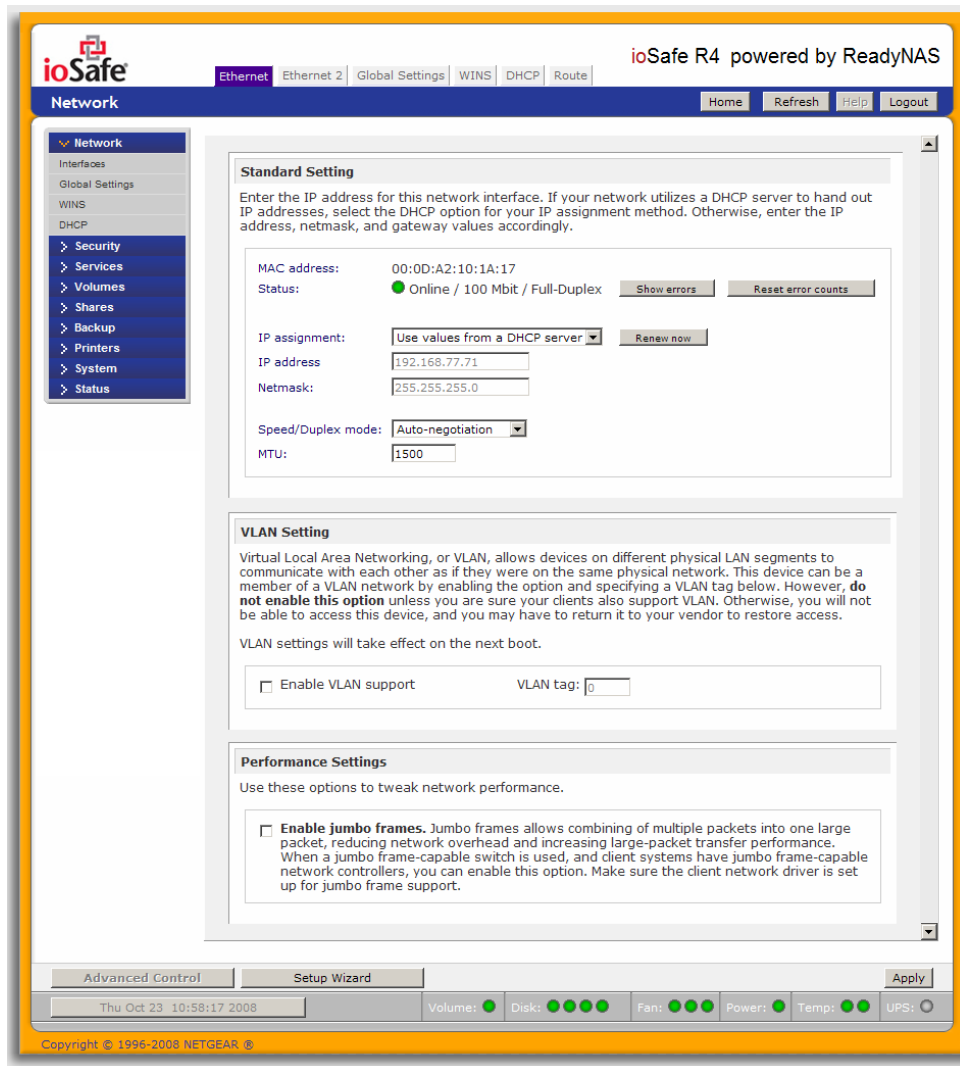 ioSafe
ioSafe R4 powered by ReadyNAS
Ethernet
Ethernet 2
Global Settings
WINS
DHCP
Route
Network
Home
Refresh
Help
Logout
Network
Interfaces
Global Settings
WINS
DHCP
Security
Services
Volumes
Shares
Backup
Printers
System
Status
Standard Setting
Enter the IP address for this network interface. If your network utilizes a DHCP server to hand out
IP addresses, select the DHCP option for your IP assignment method. Otherwise, enter the IP
address, netmask, and gateway values accordingly.
MAC address: 00:0D:A2:10:1A:17
Status: Online / 100 Mbit / Full-Duplex Show errors Reset error counts
IP assignment: Use values from a DHCP server Renew now
IP address 192.168.77.71
Netmask: 255.255.255.0
Speed/Duplex mode: Auto-negotiation
MTU: 1500
VLAN Setting
Virtual Local Area Networking, or VLAN, allows devices on different physical LAN segments to
communicate with each other as if they were on the same physical network. This device can be a
member of a VLAN network by enabling the option and specifying a VLAN tag below. However, do
not enable this option unless you are sure your clients also support VLAN. Otherwise, you will not
be able to access this device, and you may have to return it to your vendor to restore access.
VLAN settings will take effect on the next boot.
Enable VLAN support VLAN tag: 0
Performance Settings
Use these options to tweak network performance.
Enable jumbo frames. Jumbo frames allows combining of multiple packets into one large
packet, reducing network overhead and increasing large-packet transfer performance.
When a jumbo frame-capable switch is used, and client systems have jumbo frame-capable
network controllers, you can enable this option. Make sure the client network driver is set
up for jumbo frame support.
Advanced Control
Setup Wizard
Apply
Thu Oct 23 10:58:17 2008
Volume:
Disk:
Fan:
Power:
Temp:
UPS:
Copyright © 1996-2008 NETGEAR ®